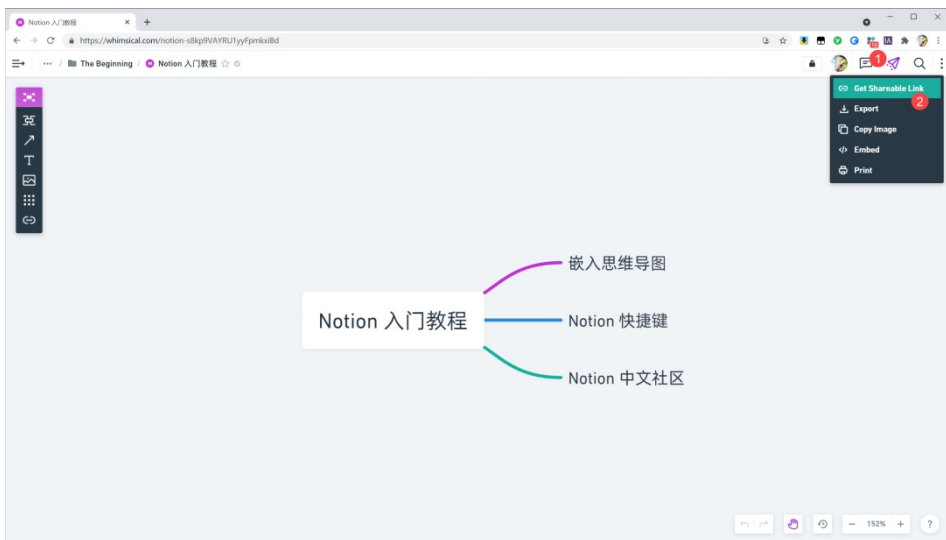 Notion 入门教程
https://whimsical.com/notion-s8kp9VAYRU1yyFpmkxi8d
... / The Beginning / Notion 入门教程
1
Get Shareable Link
2
Export
Copy Image
Embed
Print
嵌入思维导图
Notion 入门教程
Notion 快捷键
Notion 中文社区
152%
?